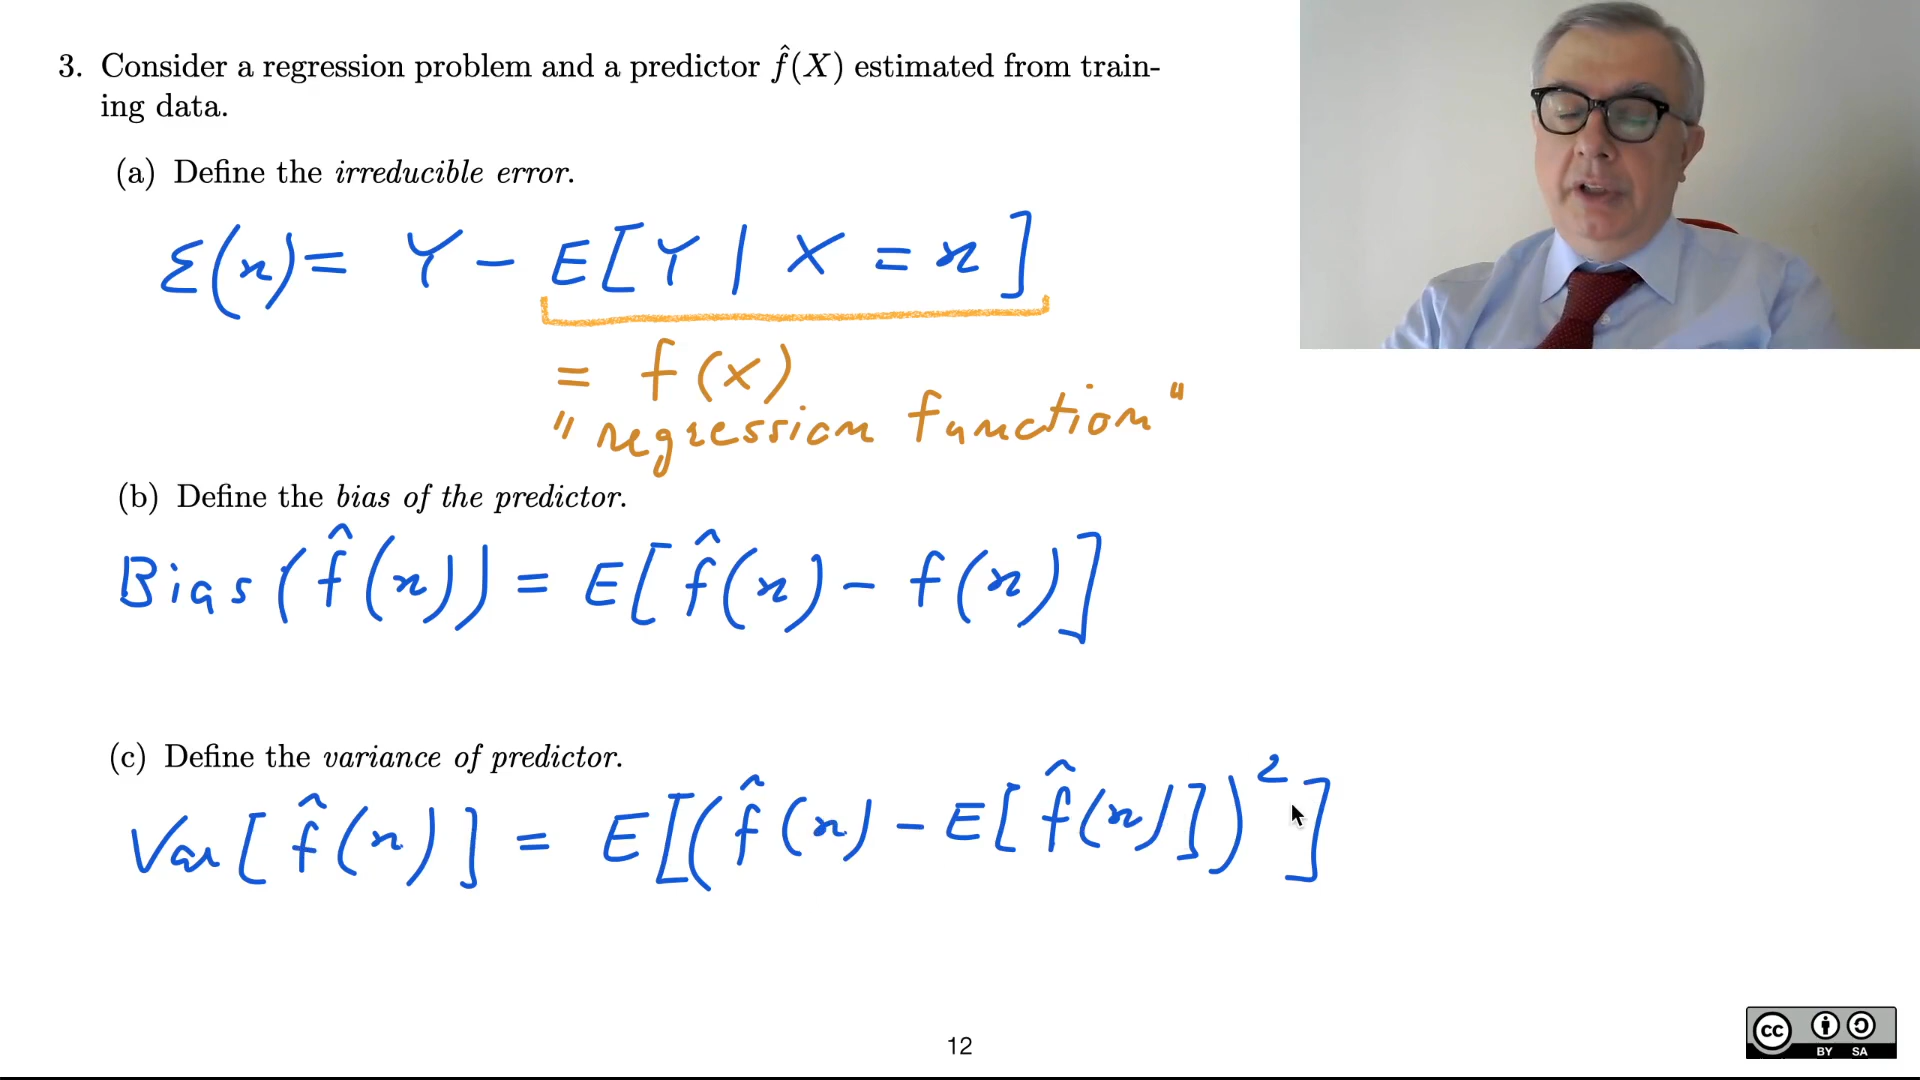 3. Consider a regression problem and a predictor f̂(X) estimated from train-
ing data.
(a) Define the irreducible error.
ε(x) = Y − E[Y | X = x]
= f(x)
"regression function"
(b) Define the bias of the predictor.
Bias(f̂(x)) = E[f̂(x) − f(x)]
(c) Define the variance of predictor.
Var[f̂(x)] = E[(f̂(x) − E[f̂(x)])²]
12
cc
BY SA